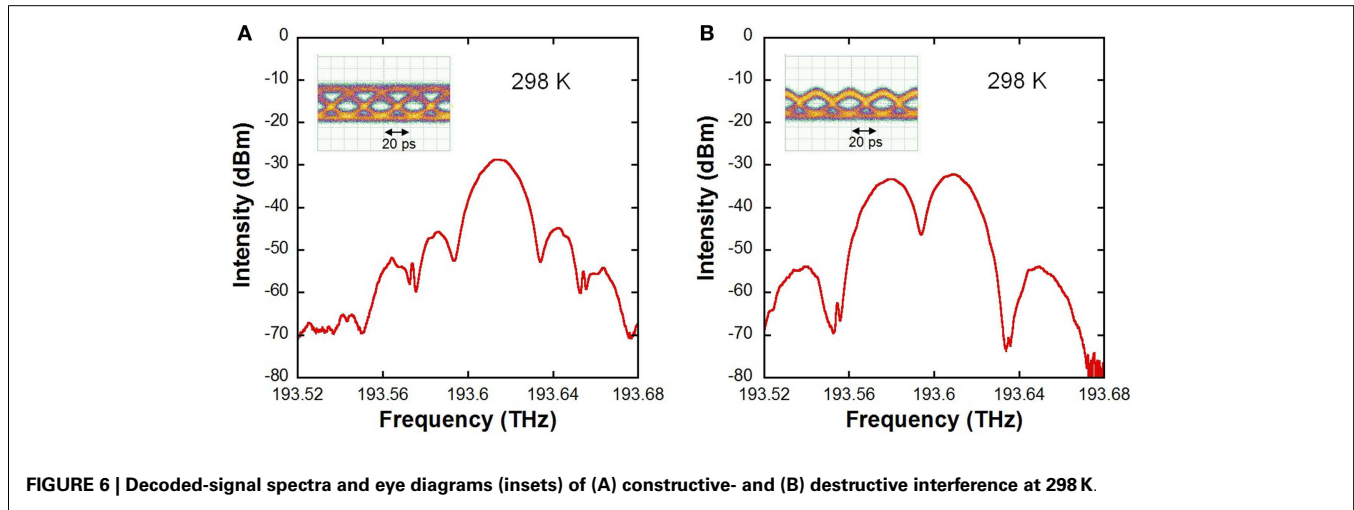 A
B
0
-10
-20
-30
-40
-50
-60
-70
-80
Intensity (dBm)
298 K
20 ps
193.52
193.56
193.6
193.64
193.68
Frequency (THz)
0
-10
-20
-30
-40
-50
-60
-70
-80
Intensity (dBm)
298 K
20 ps
193.52
193.56
193.6
193.64
193.68
Frequency (THz)
FIGURE 6 | Decoded-signal spectra and eye diagrams (insets) of (A) constructive- and (B) destructive interference at 298 K.